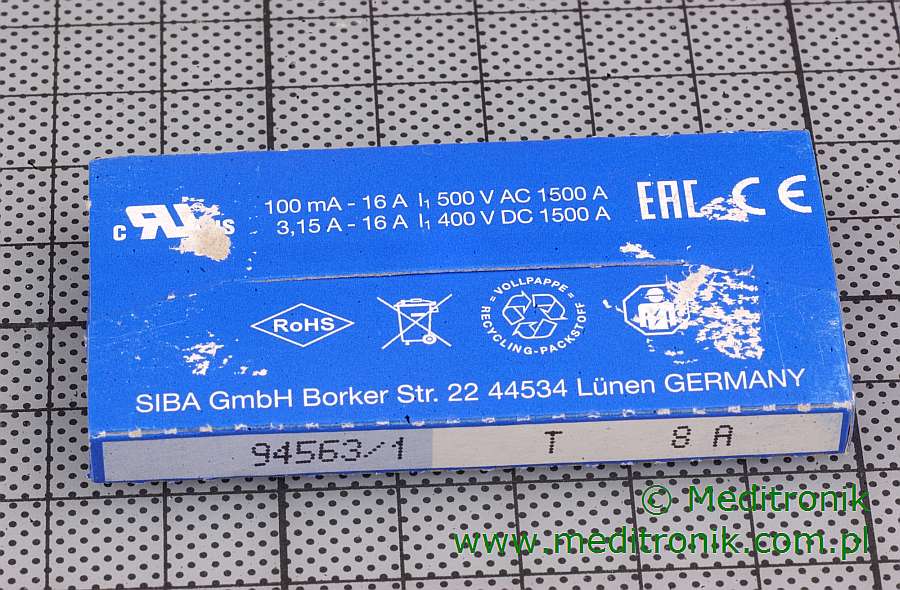 100 mA - 16 A I₁ 500 V AC 1500 A
3,15 A - 16 A I₁ 400 V DC 1500 A
EAC CE
c US
RoHS
= VOLLPAPPE =
RECYCLING-PACKSTOFF
SIBA GmbH Borker Str. 22 44534 Lünen GERMANY
94563/1 T 8 A
© Meditronik
www.meditronik.com.pl